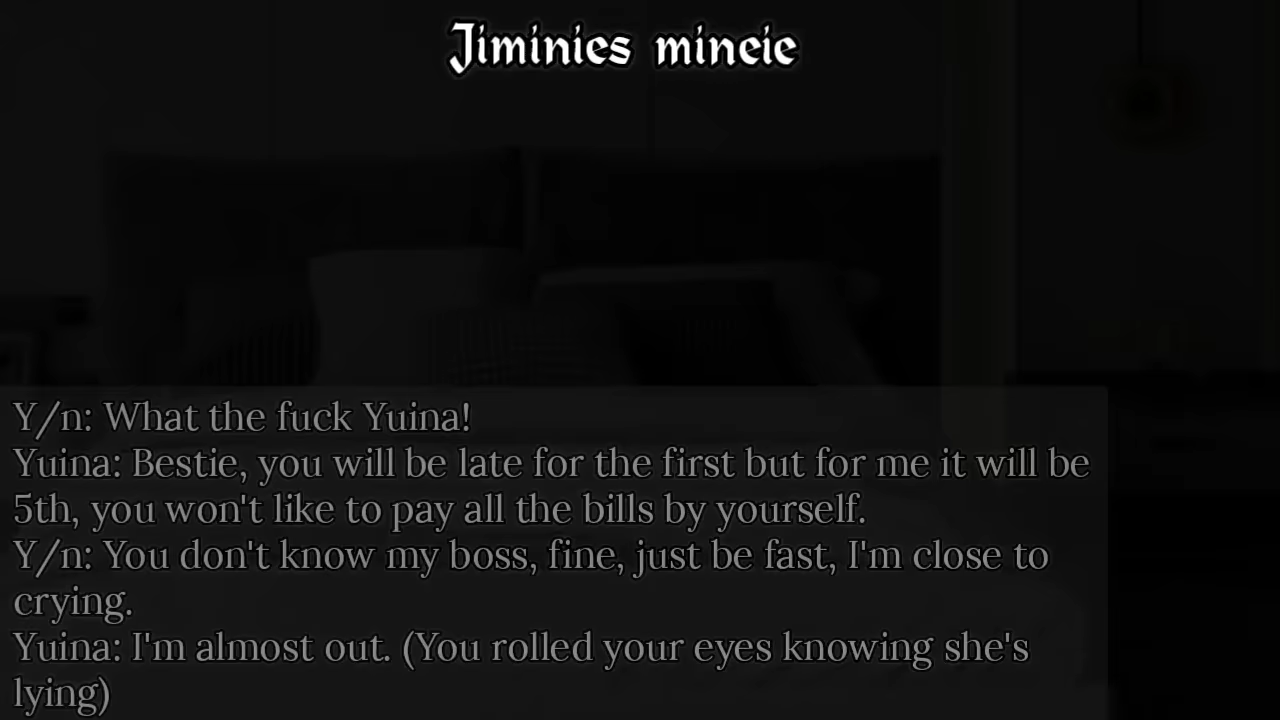 Jiminies mineie
Y/n: What the fuck Yuina!
Yuina: Bestie, you will be late for the first but for me it will be
5th, you won't like to pay all the bills by yourself.
Y/n: You don't know my boss, fine, just be fast, I'm close to
crying.
Yuina: I'm almost out. (You rolled your eyes knowing she's
lying)